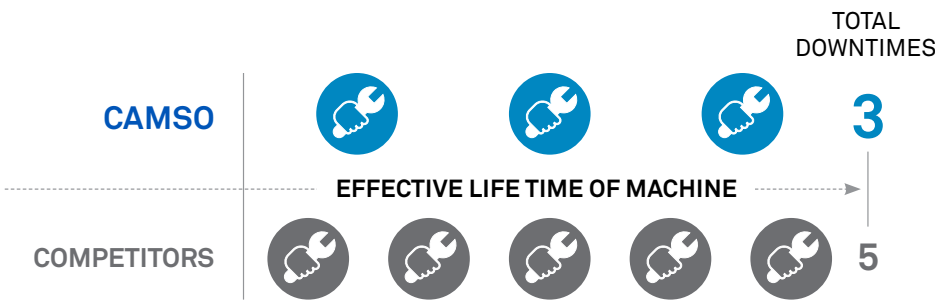 TOTAL
DOWNTIMES
CAMSO
3
EFFECTIVE LIFE TIME OF MACHINE
COMPETITORS
5